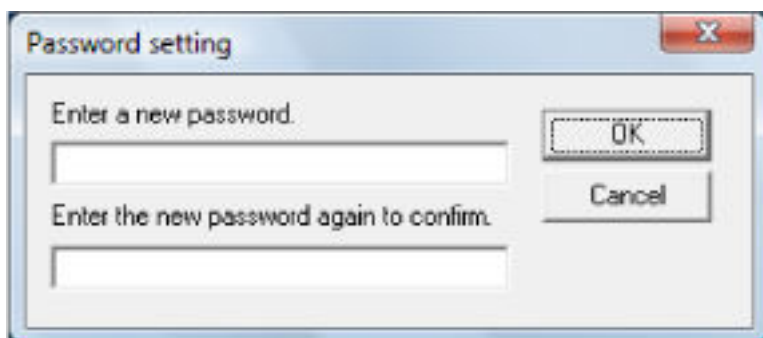 Password setting
Enter a new password.
OK
Cancel
Enter the new password again to confirm.